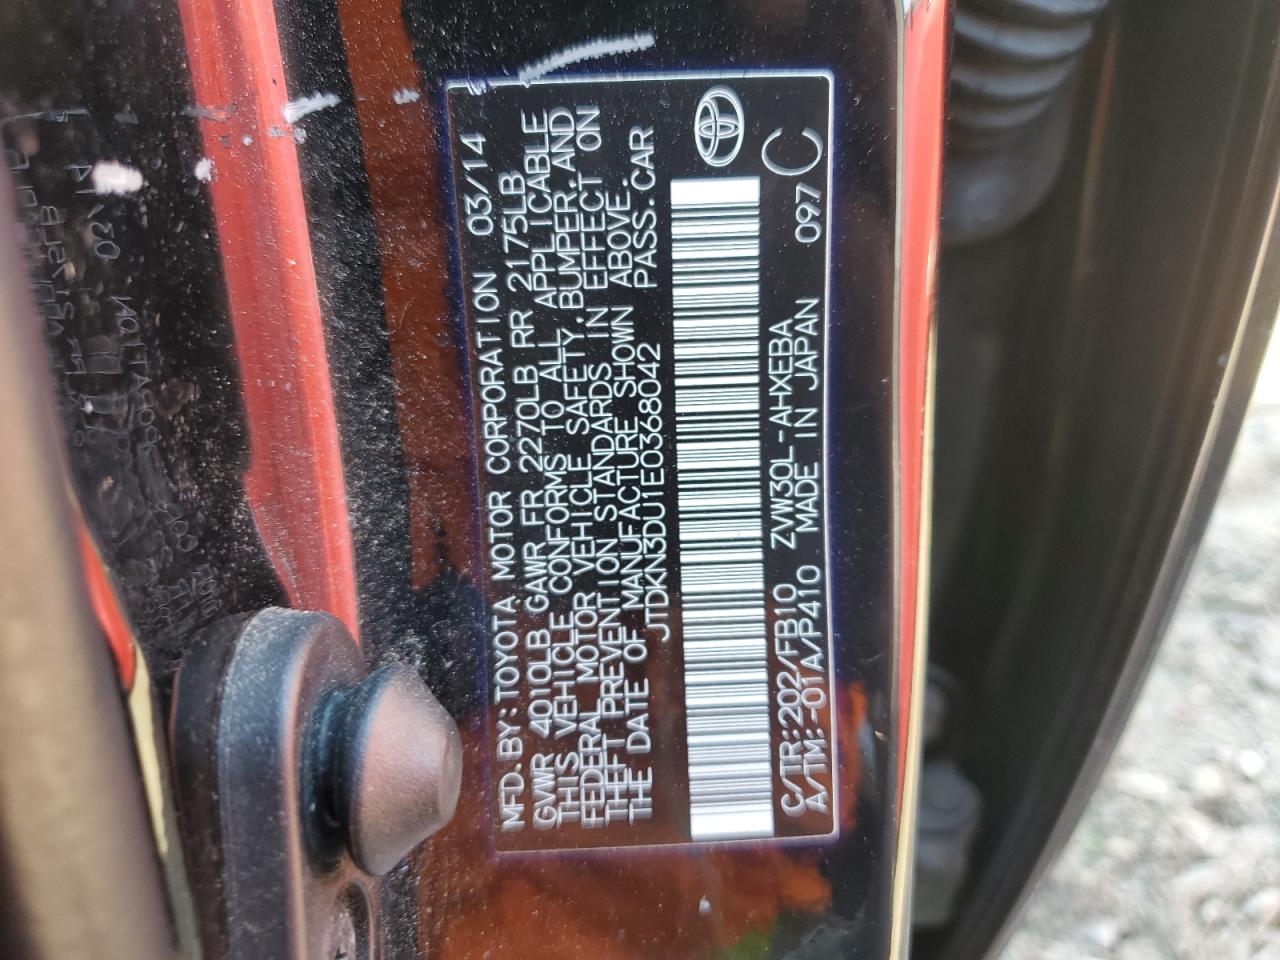 MFD.BY:TOYOTA MOTOR CORPORATION 03/14
GVWR 4010LB GAWR FR 2270LB RR 2175LB
THIS VEHICLE CONFORMS TO ALL APPLICABLE
FEDERAL MOTOR VEHICLE SAFETY,BUMPER,AND
THEFT PREVENTION STANDARDS IN EFFECT ON
THE DATE OF MANUFACTURE SHOWN ABOVE.
JTDKN3DU1E0368042 PASS.CAR
C/TR:202/FB10 ZVW30L-AHXEBA C
A/TM:-01A/P410 MADE IN JAPAN 097